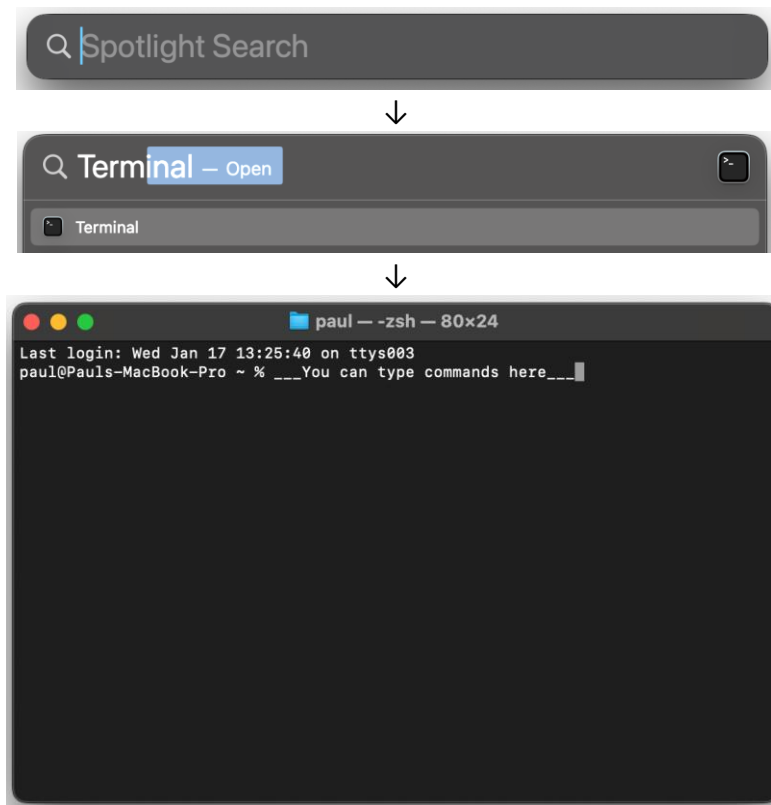 Spotlight Search
↓
Terminal – Open
Terminal
↓
paul — -zsh — 80×24
Last login: Wed Jan 17 13:25:40 on ttys003
paul@Pauls-MacBook-Pro ~ % ___You can type commands here___